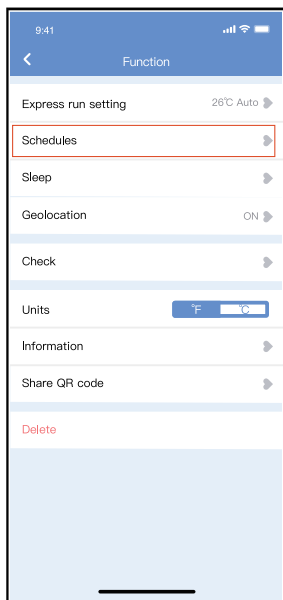 9:41
Function
Express run setting 26℃ Auto
Schedules
Sleep
Geolocation ON
Check
Units °F °C
Information
Share QR code
Delete